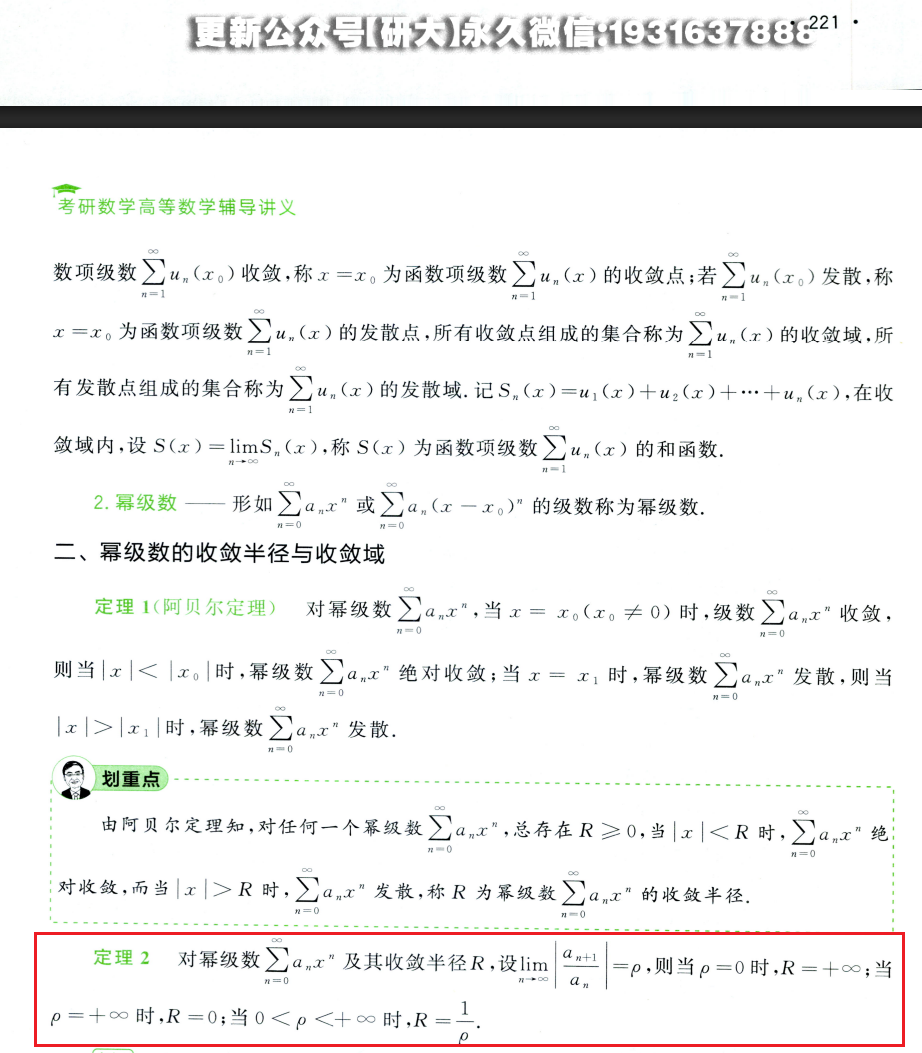 · 221 ·
更新公众号【研大】永久微信:1931637888
考研数学高等数学辅导讲义
数项级数 $\sum_{n=1}^{\infty} u_n(x_0)$ 收敛,称 $x=x_0$ 为函数项级数 $\sum_{n=1}^{\infty} u_n(x)$ 的收敛点;若 $\sum_{n=1}^{\infty} u_n(x_0)$ 发散,称
$x=x_0$ 为函数项级数 $\sum_{n=1}^{\infty} u_n(x)$ 的发散点,所有收敛点组成的集合称为 $\sum_{n=1}^{\infty} u_n(x)$ 的收敛域,所
有发散点组成的集合称为 $\sum_{n=1}^{\infty} u_n(x)$ 的发散域. 记 $S_n(x)=u_1(x)+u_2(x)+\cdots+u_n(x)$,在收
敛域内,设 $S(x)=\lim_{n\to\infty} S_n(x)$,称 $S(x)$ 为函数项级数 $\sum_{n=1}^{\infty} u_n(x)$ 的和函数.
2. 幂级数 —— 形如 $\sum_{n=0}^{\infty} a_n x^n$ 或 $\sum_{n=0}^{\infty} a_n(x-x_0)^n$ 的级数称为幂级数.
二、幂级数的收敛半径与收敛域
定理 1(阿贝尔定理) 对幂级数 $\sum_{n=0}^{\infty} a_n x^n$,当 $x=x_0(x_0\neq 0)$ 时,级数 $\sum_{n=0}^{\infty} a_n x^n$ 收敛,
则当 $|x|<|x_0|$ 时,幂级数 $\sum_{n=0}^{\infty} a_n x^n$ 绝对收敛;当 $x=x_1$ 时,幂级数 $\sum_{n=0}^{\infty} a_n x^n$ 发散,则当
$|x|>|x_1|$ 时,幂级数 $\sum_{n=0}^{\infty} a_n x^n$ 发散.
划重点
由阿贝尔定理知,对任何一个幂级数 $\sum_{n=0}^{\infty} a_n x^n$,总存在 $R\geqslant 0$,当 $|x|<R$ 时,$\sum_{n=0}^{\infty} a_n x^n$ 绝
对收敛,而当 $|x|>R$ 时,$\sum_{n=0}^{\infty} a_n x^n$ 发散,称 $R$ 为幂级数 $\sum_{n=0}^{\infty} a_n x^n$ 的收敛半径.
定理 2 对幂级数 $\sum_{n=0}^{\infty} a_n x^n$ 及其收敛半径 $R$,设 $\lim_{n\to\infty}\left|\frac{a_{n+1}}{a_n}\right|=\rho$,则当 $\rho=0$ 时,$R=+\infty$;当
$\rho=+\infty$ 时,$R=0$;当 $0<\rho<+\infty$ 时,$R=\frac{1}{\rho}$.